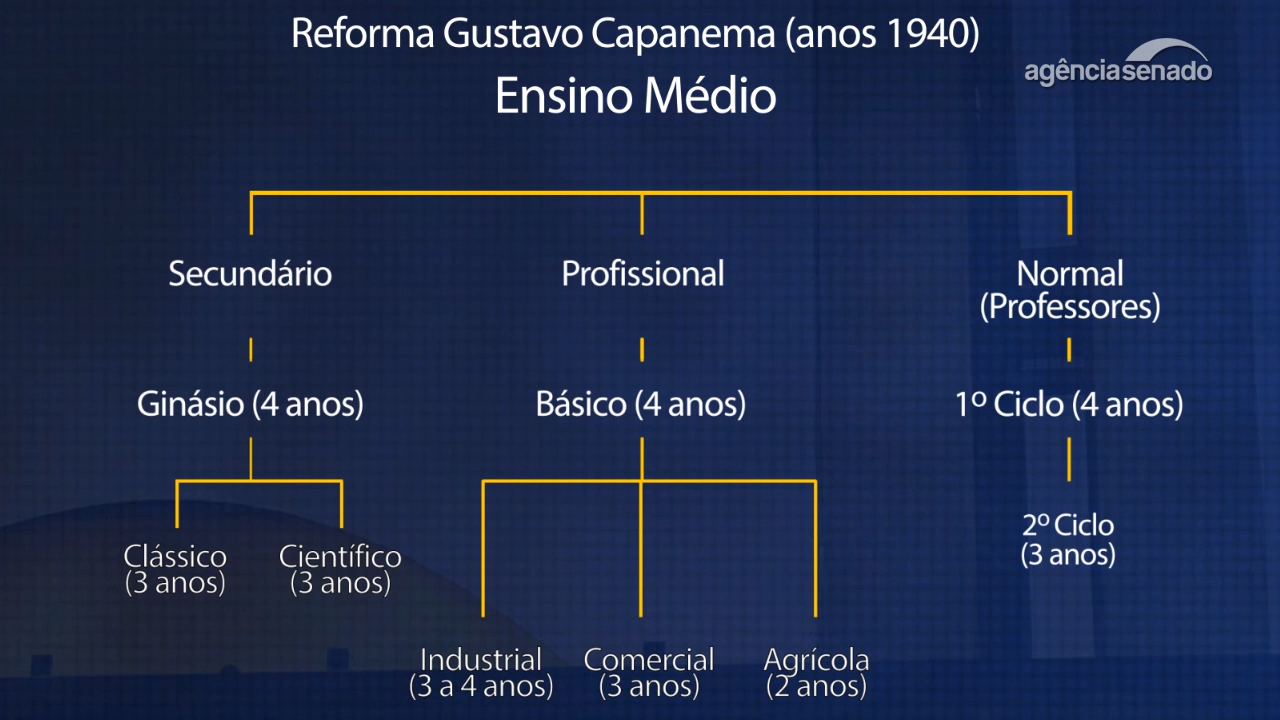 Reforma Gustavo Capanema (anos 1940)
agênciasenado
Ensino Médio
Secundário
Profissional
Normal
(Professores)
Ginásio (4 anos)
Básico (4 anos)
1º Ciclo (4 anos)
Clássico
(3 anos)
Científico
(3 anos)
2º Ciclo
(3 anos)
Industrial
(3 a 4 anos)
Comercial
(3 anos)
Agrícola
(2 anos)